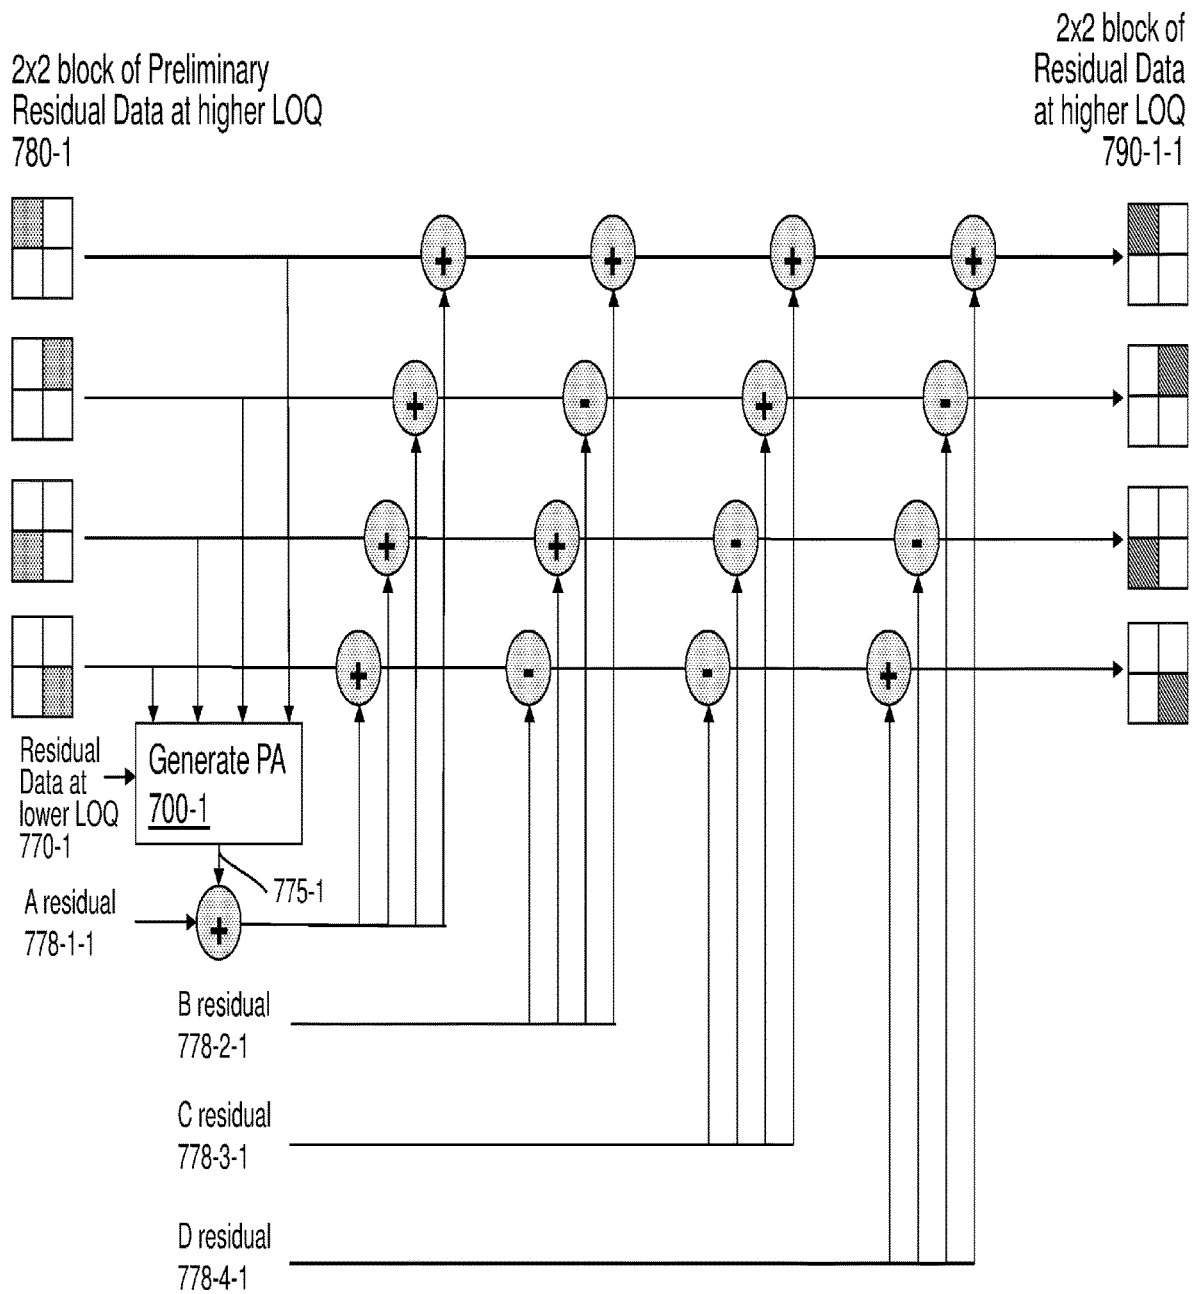 2x2 block of Preliminary
Residual Data at higher LOQ
780-1
2x2 block of
Residual Data
at higher LOQ
790-1-1
+ + + +
+ - + -
+ + - -
+ - - +
Residual
Data at
lower LOQ
770-1
Generate PA
700-1
775-1
A residual
778-1-1
+
B residual
778-2-1
C residual
778-3-1
D residual
778-4-1